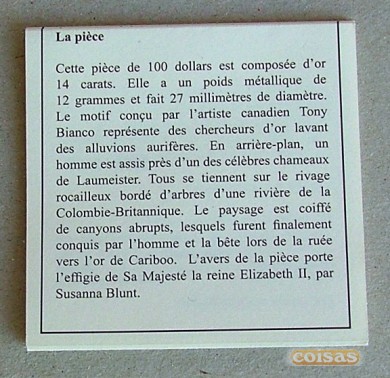 La pièce
Cette pièce de 100 dollars est composée d'or
14 carats. Elle a un poids métallique de
12 grammes et fait 27 millimètres de diamètre.
Le motif conçu par l'artiste canadien Tony
Bianco représente des chercheurs d'or lavant
des alluvions aurifères. En arrière-plan, un
homme est assis près d'un des célèbres chameaux
de Laumeister. Tous se tiennent sur le rivage
rocailleux bordé d'arbres d'une rivière de la
Colombie-Britannique. Le paysage est coiffé
de canyons abrupts, lesquels furent finalement
conquis par l'homme et la bête lors de la ruée
vers l'or de Cariboo. L'avers de la pièce porte
l'effigie de Sa Majesté la reine Elizabeth II, par
Susanna Blunt.
coisas